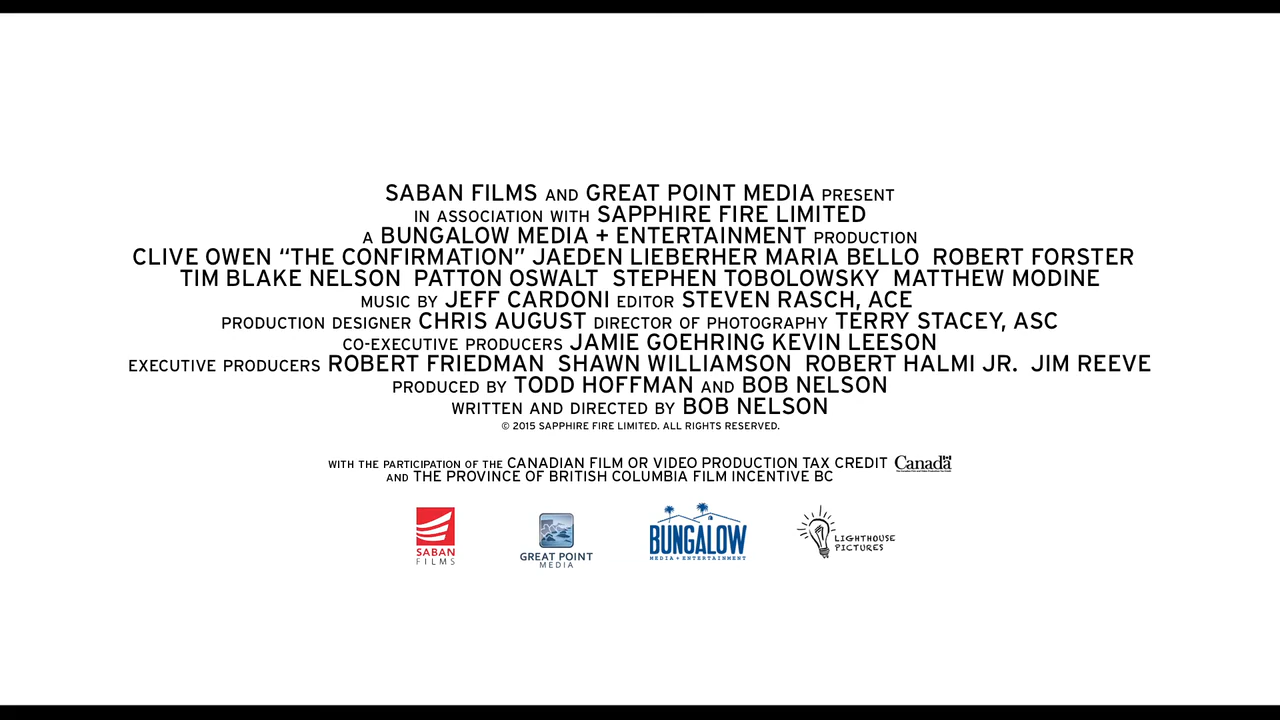 SABAN FILMS AND GREAT POINT MEDIA PRESENT
IN ASSOCIATION WITH SAPPHIRE FIRE LIMITED
A BUNGALOW MEDIA + ENTERTAINMENT PRODUCTION
CLIVE OWEN “THE CONFIRMATION” JAEDEN LIEBERHER MARIA BELLO ROBERT FORSTER
TIM BLAKE NELSON PATTON OSWALT STEPHEN TOBOLOWSKY MATTHEW MODINE
MUSIC BY JEFF CARDONI EDITOR STEVEN RASCH, ACE
PRODUCTION DESIGNER CHRIS AUGUST DIRECTOR OF PHOTOGRAPHY TERRY STACEY, ASC
CO-EXECUTIVE PRODUCERS JAMIE GOEHRING KEVIN LEESON
EXECUTIVE PRODUCERS ROBERT FRIEDMAN SHAWN WILLIAMSON ROBERT HALMI JR. JIM REEVE
PRODUCED BY TODD HOFFMAN AND BOB NELSON
WRITTEN AND DIRECTED BY BOB NELSON
© 2015 SAPPHIRE FIRE LIMITED. ALL RIGHTS RESERVED.
WITH THE PARTICIPATION OF THE CANADIAN FILM OR VIDEO PRODUCTION TAX CREDIT Canada
AND THE PROVINCE OF BRITISH COLUMBIA FILM INCENTIVE BC
SABAN
FILMS
GREAT POINT
MEDIA
BUNGALOW
MEDIA + ENTERTAINMENT
LIGHTHOUSE
PICTURES